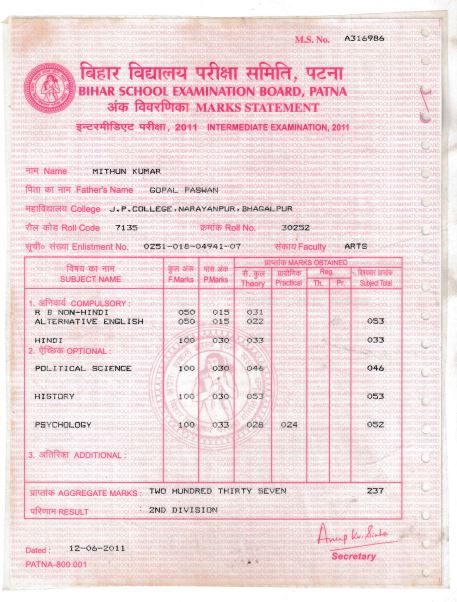 M.S. No. A316986
बिहार विद्यालय परीक्षा समिति, पटना
BIHAR SCHOOL EXAMINATION BOARD, PATNA
अंक विवरणिका MARKS STATEMENT
इन्टरमीडिएट परीक्षा, 2011 INTERMEDIATE EXAMINATION, 2011
नाम Name MITHUN KUMAR
पिता का नाम Father's Name GOPAL PASWAN
महाविद्यालय College J.P.COLLEGE,NARAYANPUR,BHAGALPUR
रौल कोड Roll Code 7135 क्रमांक Roll No. 30252
सूची० संख्या Enlistment No. 0251-018-04941-07 संकाय Faculty ARTS
विषय का नाम कुल अंक पास अंक प्राप्तांक MARKS OBTAINED
SUBJECT NAME F.Marks P.Marks सै. कुल Theory प्रायोगिक Practical Reg. Th. Pr. विषयवार प्राप्तांक Subject Total
1. अनिवार्य COMPULSORY :
R B NON-HINDI 050 015 031
ALTERNATIVE ENGLISH 050 015 022 053
HINDI 100 030 033 033
2. ऐच्छिक OPTIONAL :
POLITICAL SCIENCE 100 030 046 046
HISTORY 100 030 053 053
PSYCHOLOGY 100 033 028 024 052
3. अतिरिक्त ADDITIONAL :
प्राप्तांक AGGREGATE MARKS : TWO HUNDRED THIRTY SEVEN 237
परिणाम RESULT : 2ND DIVISION
Anup Kr. Sinha
Dated : 12-06-2011 Secretary
PATNA-800 001